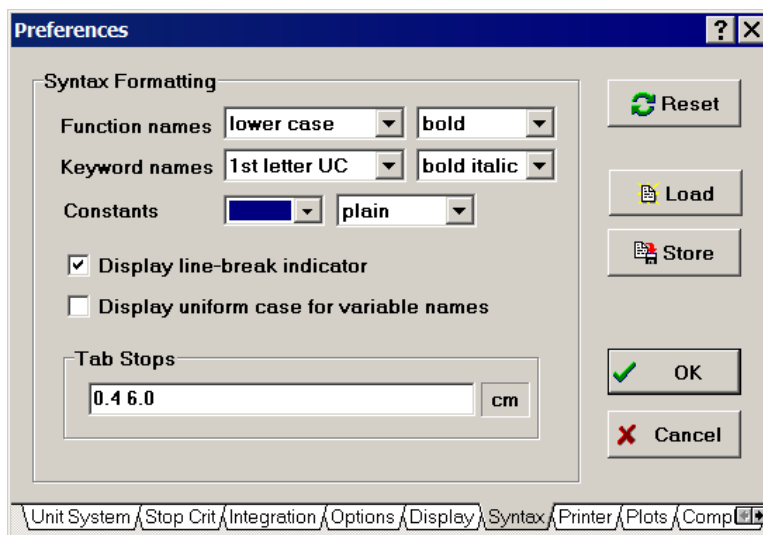 Preferences
Syntax Formatting
Function names lower case bold
Keyword names 1st letter UC bold italic
Constants plain
Display line-break indicator
Display uniform case for variable names
Tab Stops
0.4 6.0 cm
Reset
Load
Store
OK
Cancel
Unit System Stop Crit Integration Options Display Syntax Printer Plots Comp